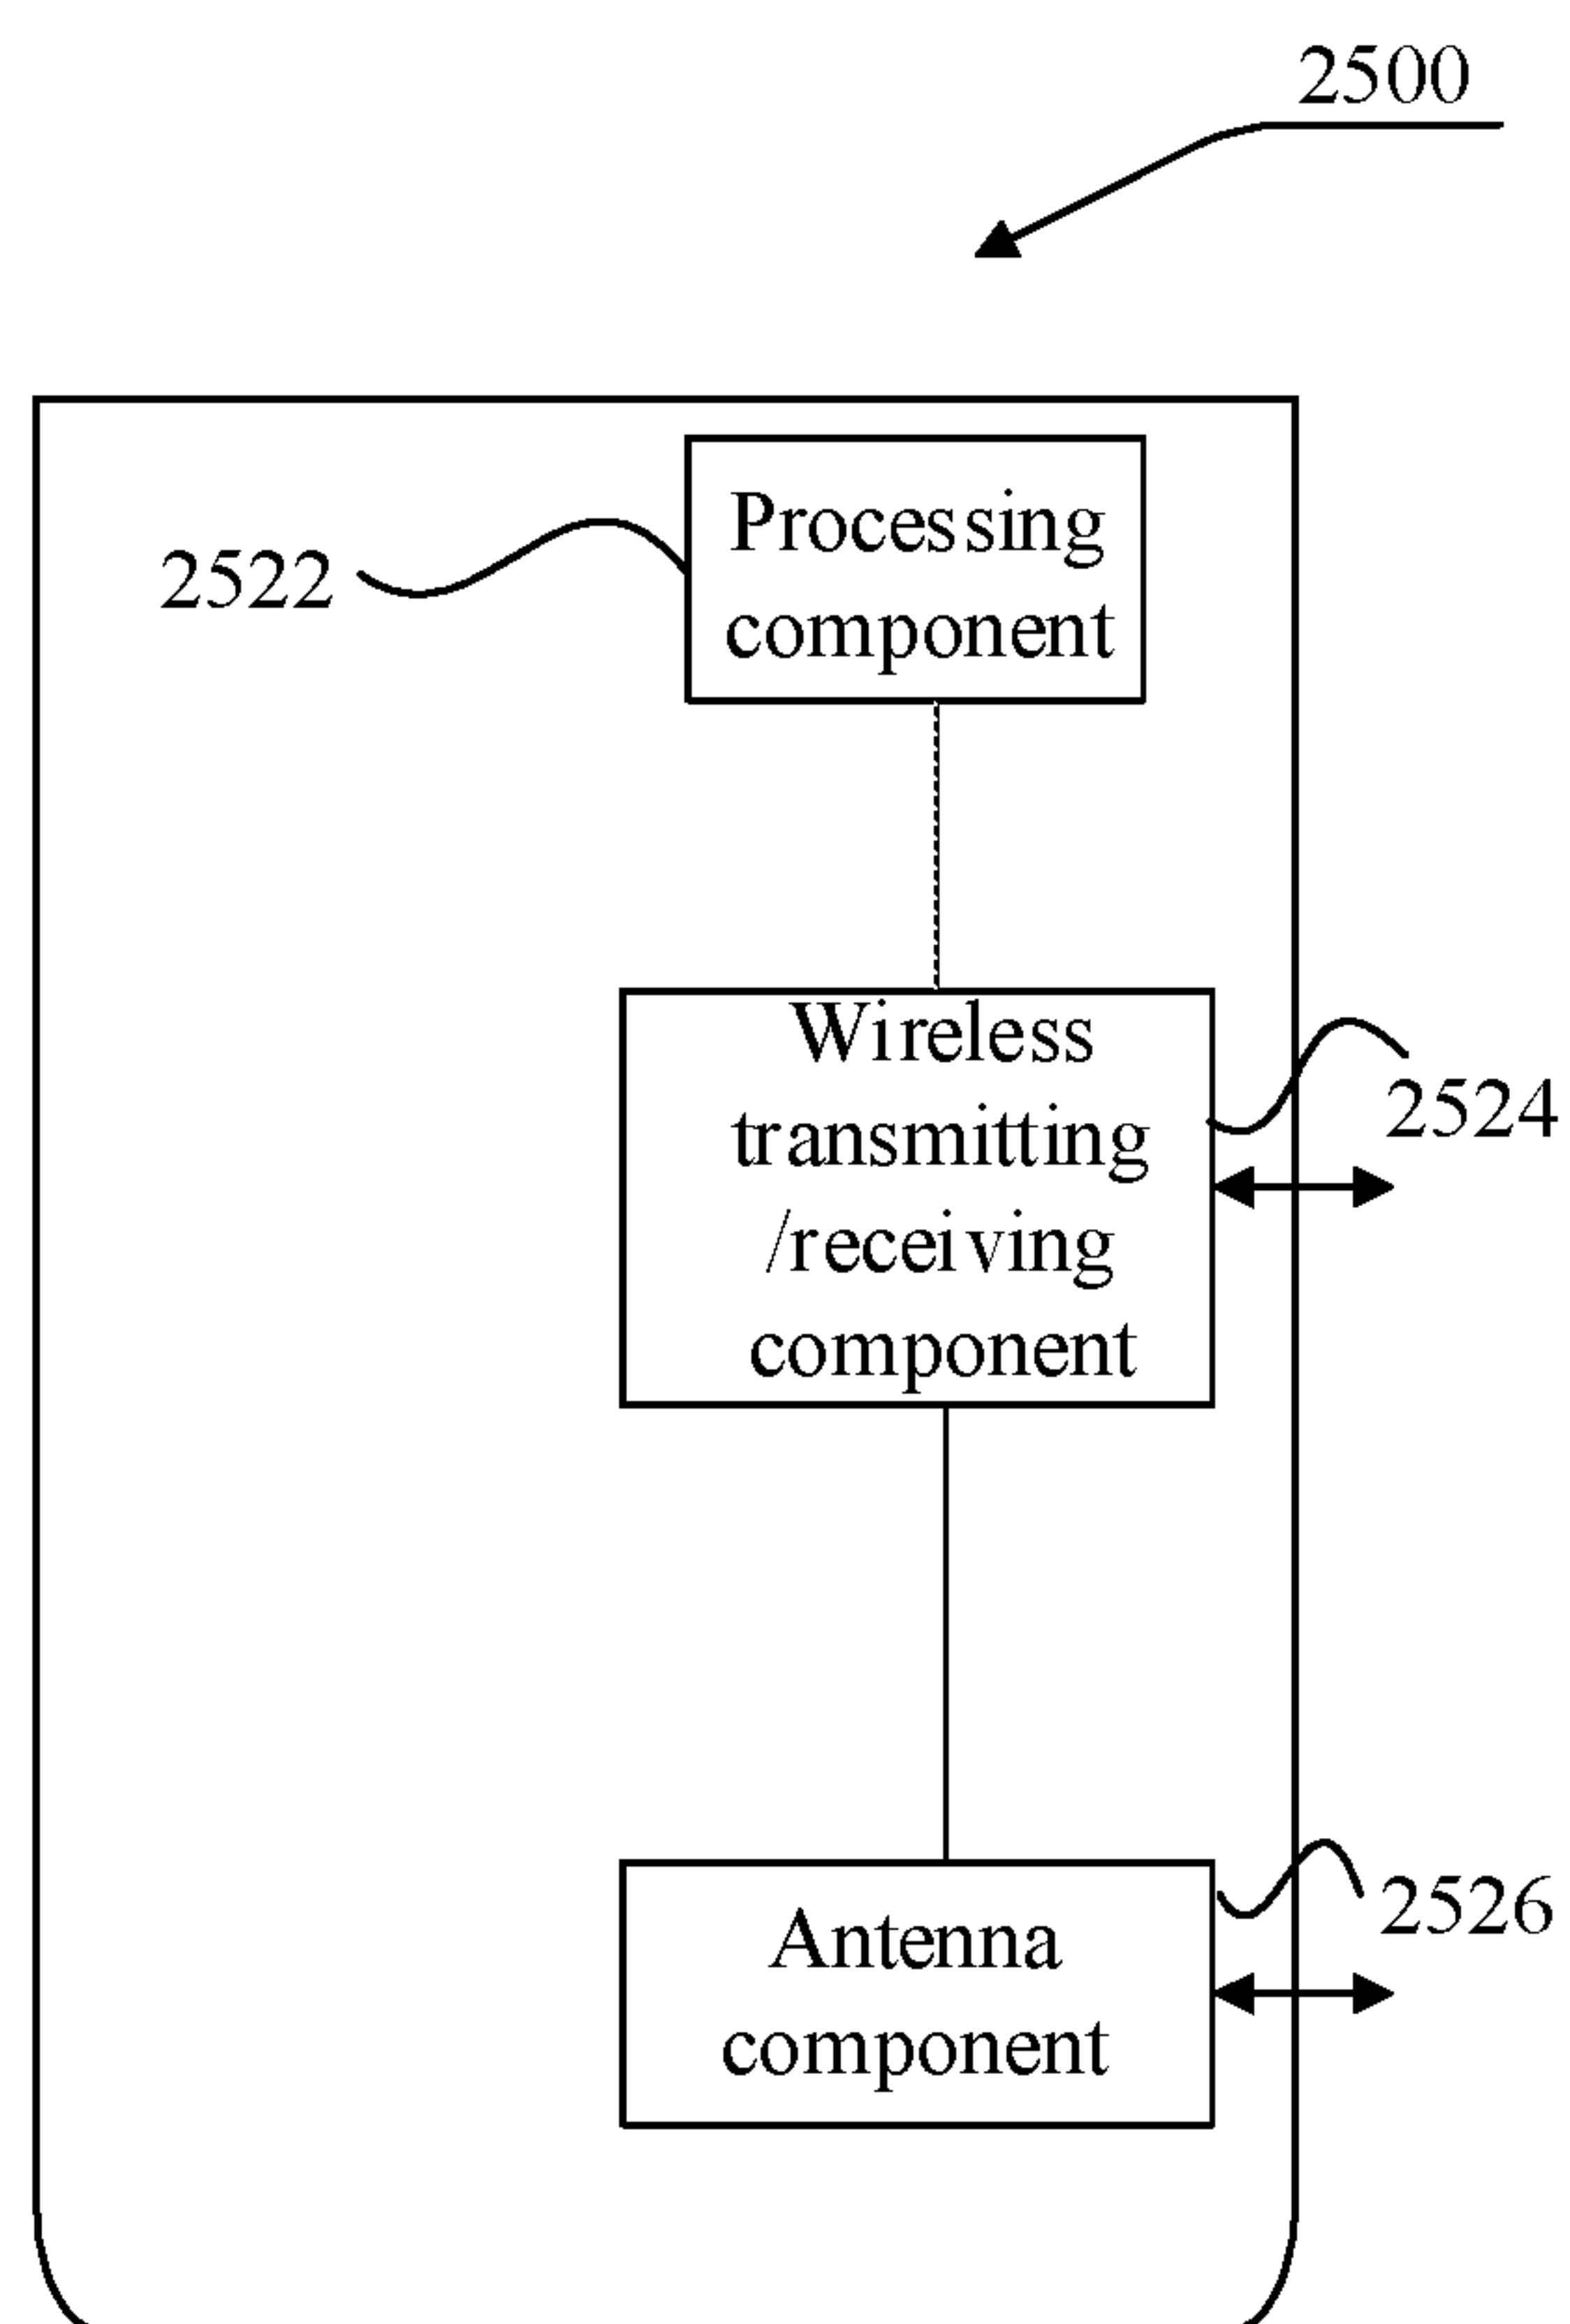 2500
Processing
component
2522
Wireless
transmitting
/receiving
component
2524
Antenna
component
2526